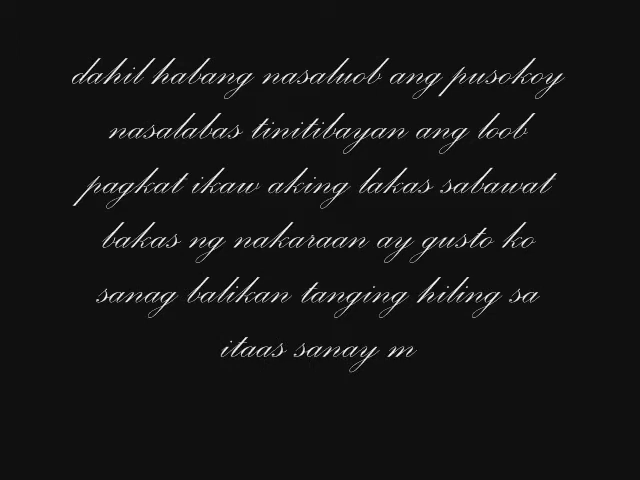 dahil habang nasaluob ang pusokoy
nasalabas tinitibayan ang loob
pagkat ikaw aking lakas sabawat
bakas ng nakaraan ay gusto ko
sanag balikan tanging hiling sa
itaas sanay m